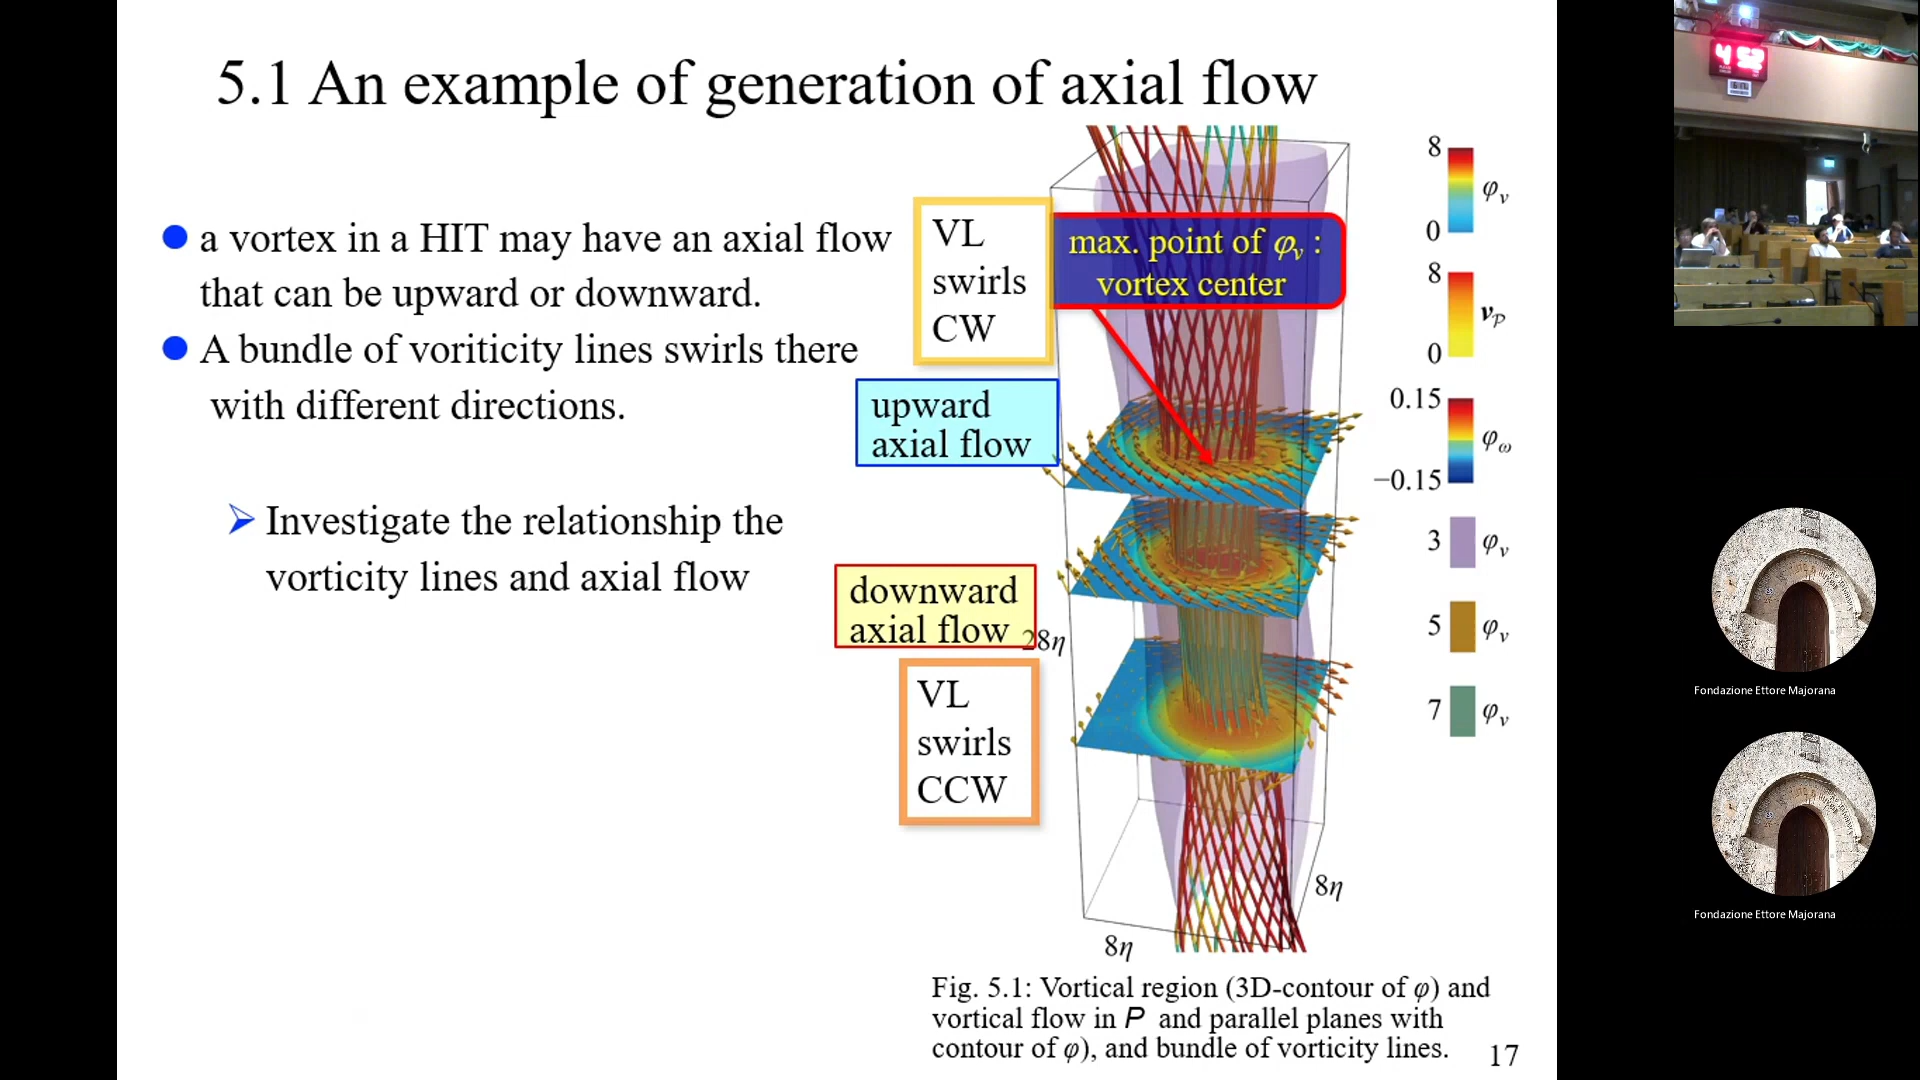 5.1 An example of generation of axial flow
a vortex in a HIT may have an axial flow
that can be upward or downward.
A bundle of voriticity lines swirls there
with different directions.
Investigate the relationship the
vorticity lines and axial flow
VL
swirls
CW
max. point of φᵥ :
vortex center
upward
axial flow
downward
axial flow
28η
VL
swirls
CCW
8η
8η
8
φᵥ
0
8
v𝒫
0
0.15
φω
−0.15
3 φᵥ
5 φᵥ
7 φᵥ
Fig. 5.1: Vortical region (3D-contour of φ) and
vortical flow in P and parallel planes with
contour of φ), and bundle of vorticity lines.
17
Fondazione Ettore Majorana
Fondazione Ettore Majorana